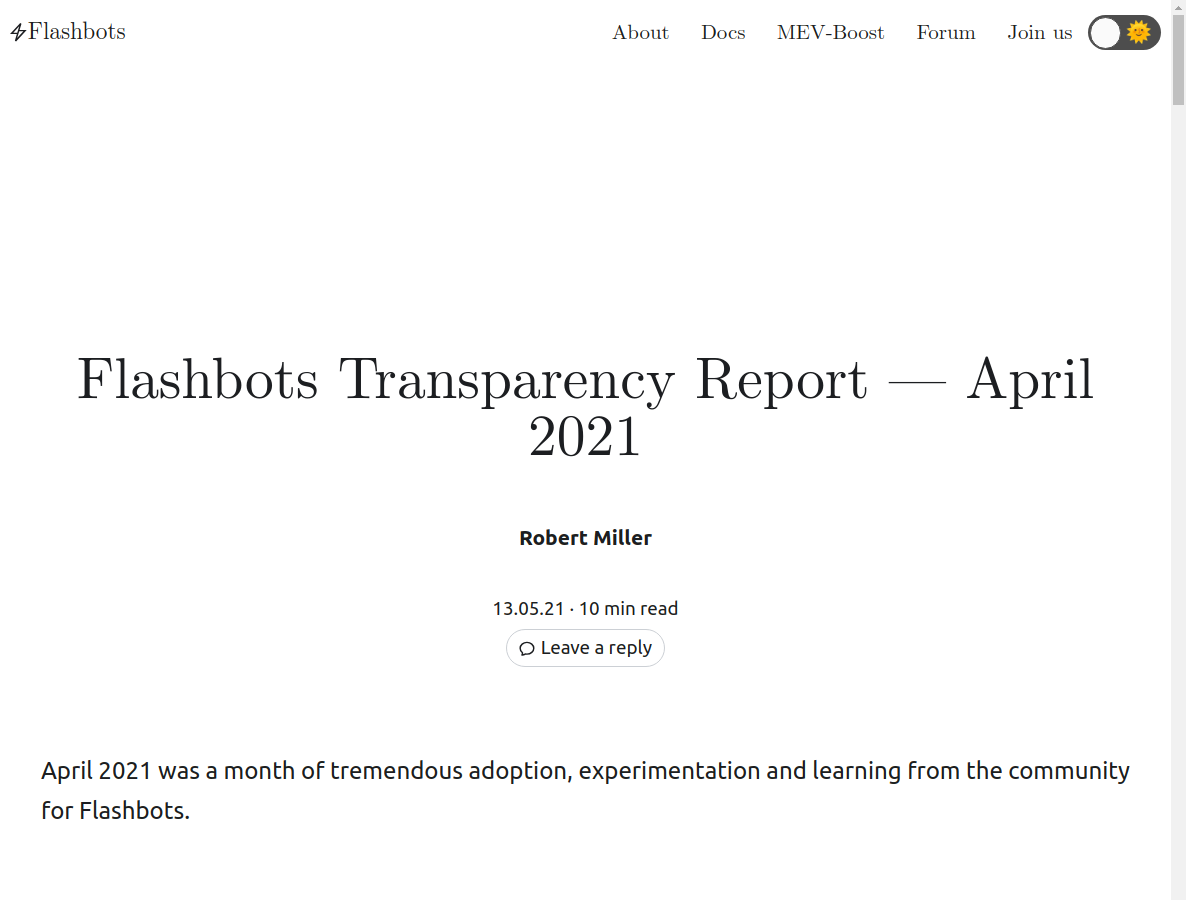 Flashbots
About Docs MEV-Boost Forum Join us
Flashbots Transparency Report — April
2021
Robert Miller
13.05.21 · 10 min read
Leave a reply
April 2021 was a month of tremendous adoption, experimentation and learning from the community
for Flashbots.